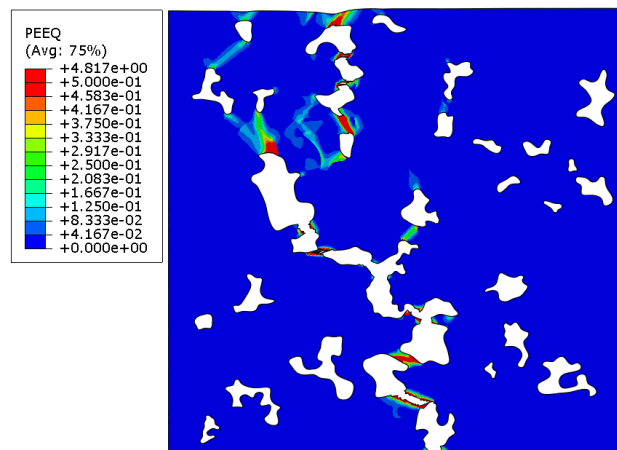 PEEQ
(Avg: 75%)
+4.817e+00
+5.000e-01
+4.583e-01
+4.167e-01
+3.750e-01
+3.333e-01
+2.917e-01
+2.500e-01
+2.083e-01
+1.667e-01
+1.250e-01
+8.333e-02
+4.167e-02
+0.000e+00